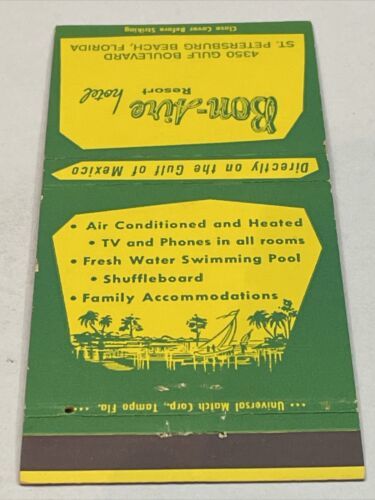 Close Cover Before Striking
4350 GULF BOULEVARD
ST. PETERSBURG BEACH, FLORIDA
Bon-Aire
Resort hotel
Directly on the Gulf of Mexico
• Air Conditioned and Heated
• TV and Phones in all rooms
• Fresh Water Swimming Pool
• Shuffleboard
• Family Accommodations
••• Universal Match Corp., Tampa Fla. •••